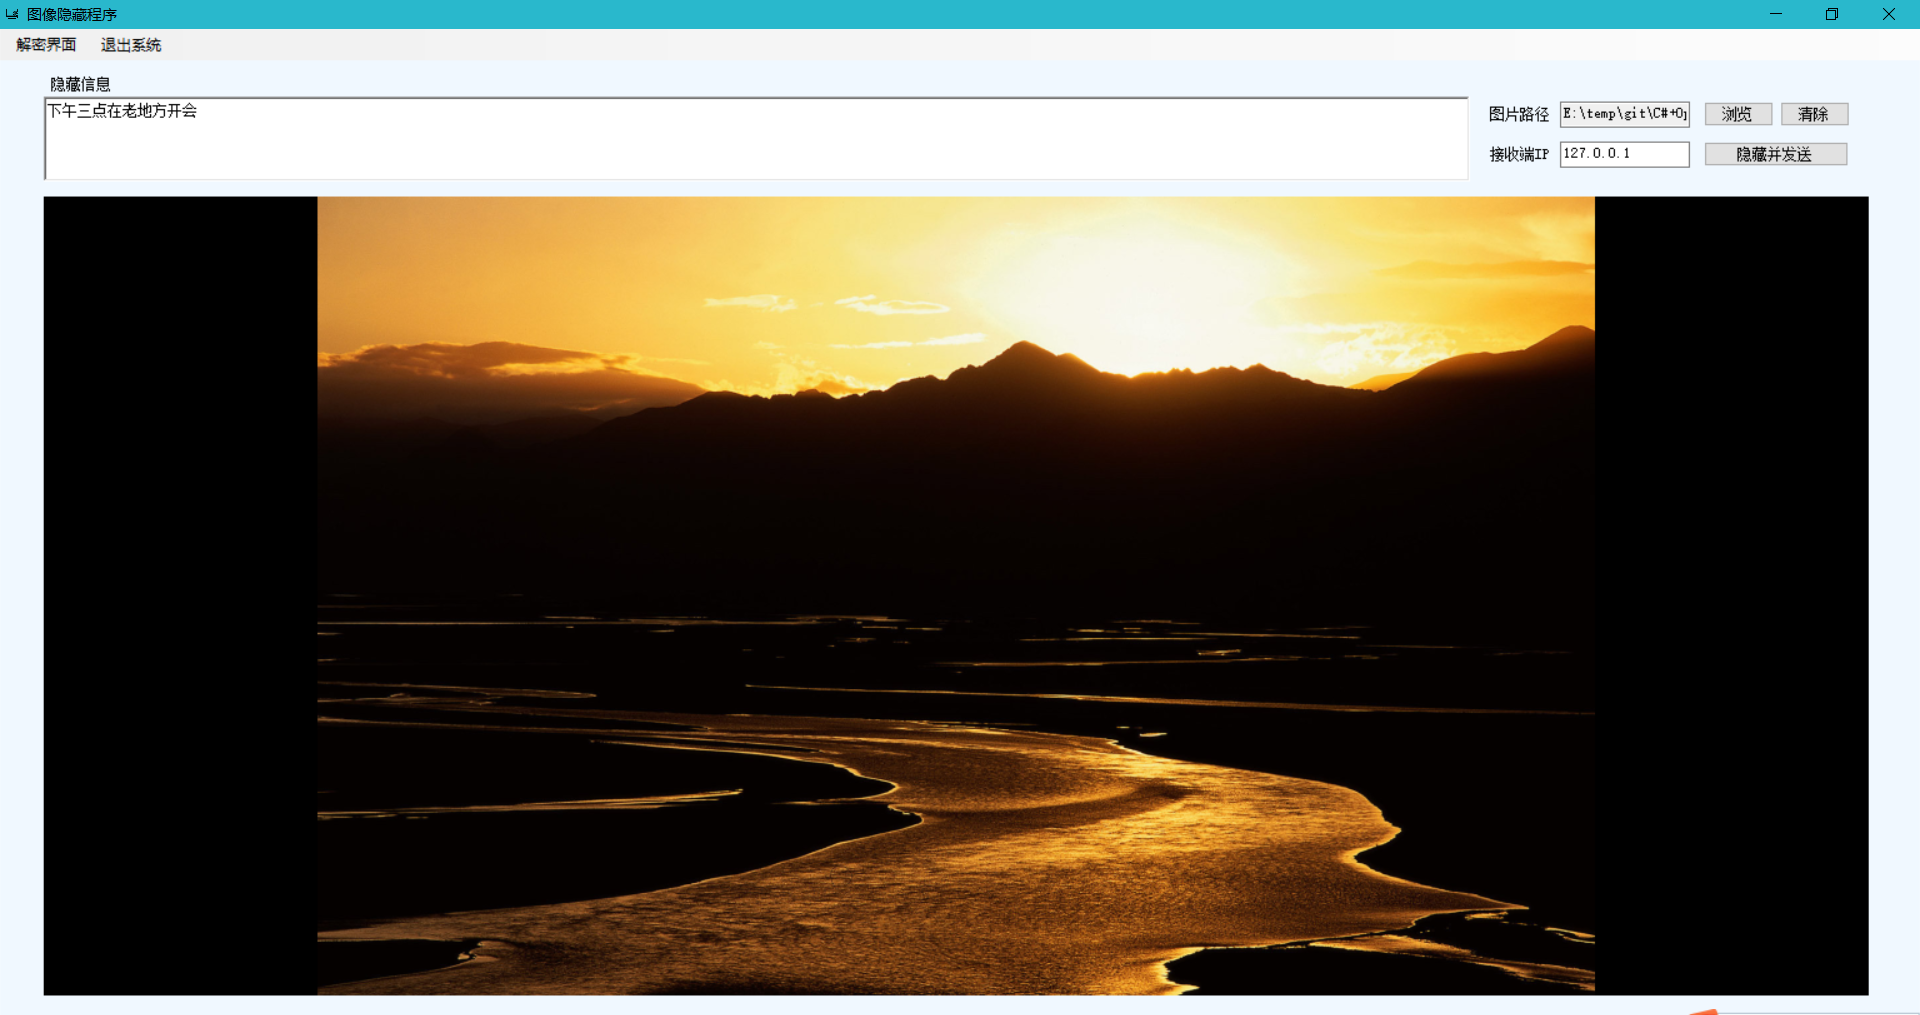 图像隐藏程序
解密界面 退出系统
隐藏信息
下午三点在老地方开会
图片路径 E:\temp\git\C#+Op 浏览 清除
接收端IP 127.0.0.1 隐藏并发送